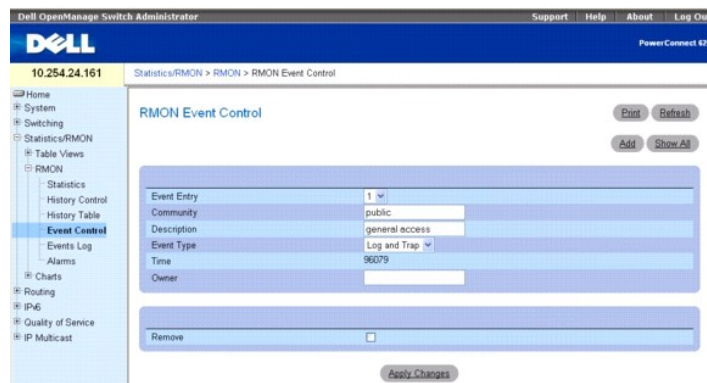 Dell OpenManage Switch Administrator
Support Help About Log Ou
DELL
PowerConnect 62
10.254.24.161
Statistics/RMON > RMON > RMON Event Control
Home
System
Switching
Statistics/RMON
Table Views
RMON
Statistics
History Control
History Table
Event Control
Events Log
Alarms
Charts
Routing
IPv6
Quality of Service
IP Multicast
RMON Event Control
Print Refresh
Add Show All
Event Entry 1
Community public
Description general access
Event Type Log and Trap
Time 96079
Owner
Remove
Apply Changes